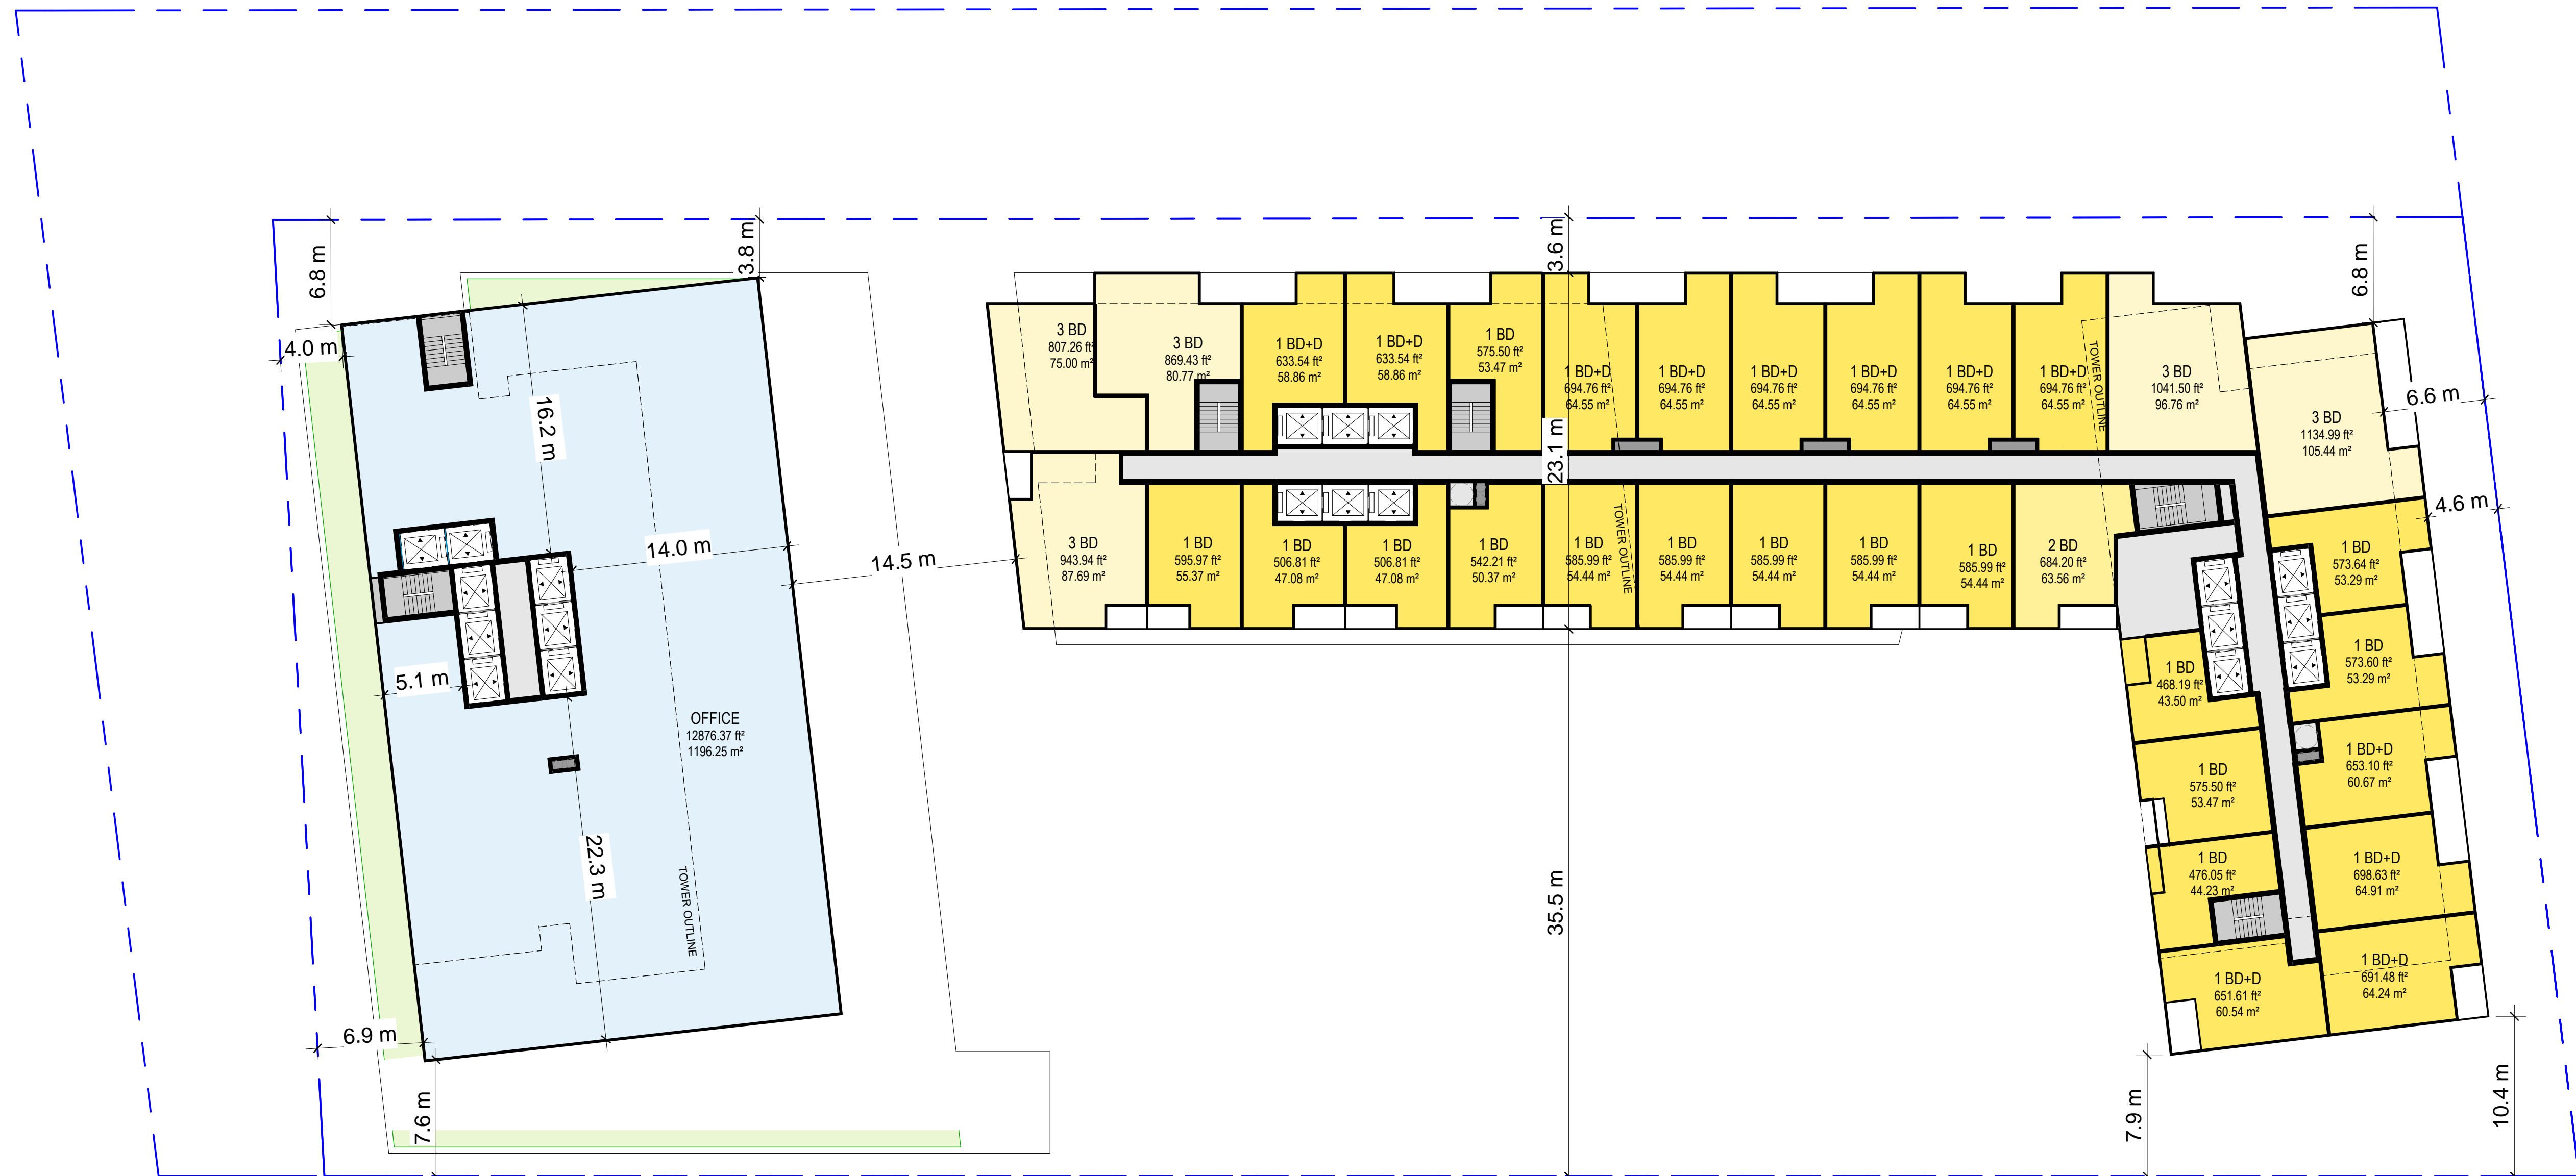 6.8 m
3.8 m
3.6 m
6.8 m
4.0 m
16.2 m
14.0 m
14.5 m
5.1 m
OFFICE
12876.37 ft²
1196.25 m²
22.3 m
TOWER OUTLINE
6.9 m
7.6 m
3 BD
807.26 ft²
75.00 m²
3 BD
869.43 ft²
80.77 m²
1 BD+D
633.54 ft²
58.86 m²
1 BD+D
633.54 ft²
58.86 m²
1 BD
575.50 ft²
53.47 m²
1 BD+D
694.76 ft²
64.55 m²
1 BD+D
694.76 ft²
64.55 m²
1 BD+D
694.76 ft²
64.55 m²
1 BD+D
694.76 ft²
64.55 m²
1 BD+D
694.76 ft²
64.55 m²
1 BD+D
694.76 ft²
64.55 m²
TOWER OUTLINE
3 BD
1041.50 ft²
96.76 m²
3 BD
1134.99 ft²
105.44 m²
6.6 m
4.6 m
23.1 m
3 BD
943.94 ft²
87.69 m²
1 BD
595.97 ft²
55.37 m²
1 BD
506.81 ft²
47.08 m²
1 BD
506.81 ft²
47.08 m²
1 BD
542.21 ft²
50.37 m²
1 BD
585.99 ft²
54.44 m²
TOWER OUTLINE
1 BD
585.99 ft²
54.44 m²
1 BD
585.99 ft²
54.44 m²
1 BD
585.99 ft²
54.44 m²
1 BD
585.99 ft²
54.44 m²
2 BD
684.20 ft²
63.56 m²
1 BD
573.64 ft²
53.29 m²
1 BD
573.60 ft²
53.29 m²
1 BD
468.19 ft²
43.50 m²
1 BD+D
653.10 ft²
60.67 m²
1 BD
575.50 ft²
53.47 m²
1 BD+D
698.63 ft²
64.91 m²
1 BD
476.05 ft²
44.23 m²
1 BD+D
691.48 ft²
64.24 m²
1 BD+D
651.61 ft²
60.54 m²
35.5 m
7.9 m
10.4 m